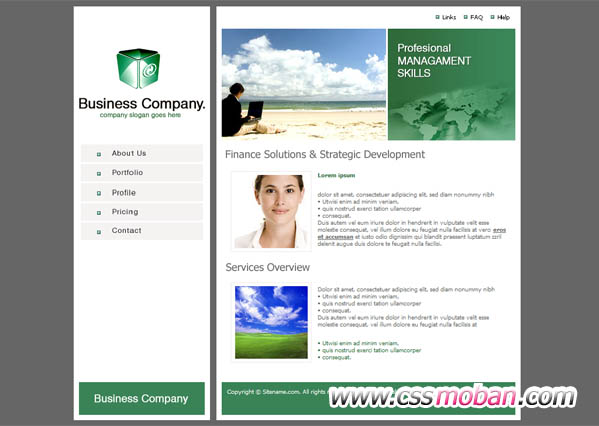 Links
FAQ
Help
Business Company.
company slogan goes here
About Us
Portfolio
Profile
Pricing
Contact
Business Company
Profesional
MANAGAMENT
SKILLS
Finance Solutions & Strategic Development
Lorem ipsum
dolor sit amet, consectetuer adipiscing elit, sed diam nonummy nibh
• Utwisi enim ad minim veniam,
• quis nostrud exerci tation ullamcorper
• consequat.
Duis autem vel eum iriure dolor in hendrerit in vulputate velit esse
molestie consequat, vel illum dolore eu feugiat nulla facilisis at vero eros
et accumsan et iusto odio dignissim qui blandit praesent luptatum zzril
delenit augue duis dolore te feugait nulla facilisi.
Services Overview
Dolor sit amet, consectetuer adipiscing elit, sed diam nonummy nibh
• Utwisi enim ad minim veniam,
• quis nostrud exerci tation ullamcorper
• consequat.
Duis autem vel eum iriure dolor in hendrerit in vulputate velit esse
molestie consequat, vel illum dolore eu feugiat nulla facilisis at
• Utwisi enim ad minim veniam,
• quis nostrud exerci tation ullamcorper
• consequat.
Copyright © Sitename.com. All rights
www.cssmoban.com